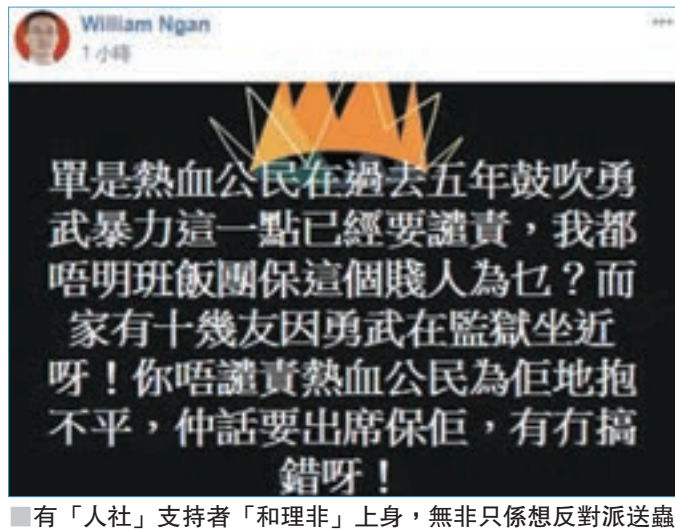 William Ngan
1 小時
單是熱血公民在過去五年鼓吹勇
武暴力這一點已經要譴責，我都
唔明班飯團保這個賤人為乜？而
家有十幾友因勇武在監獄坐近
呀！你唔譴責熱血公民為佢地抱
不平，仲話要出席保佢，有冇搞
錯呀！
■有「人社」支持者「和理非」上身，無非只係想反對派送蟲